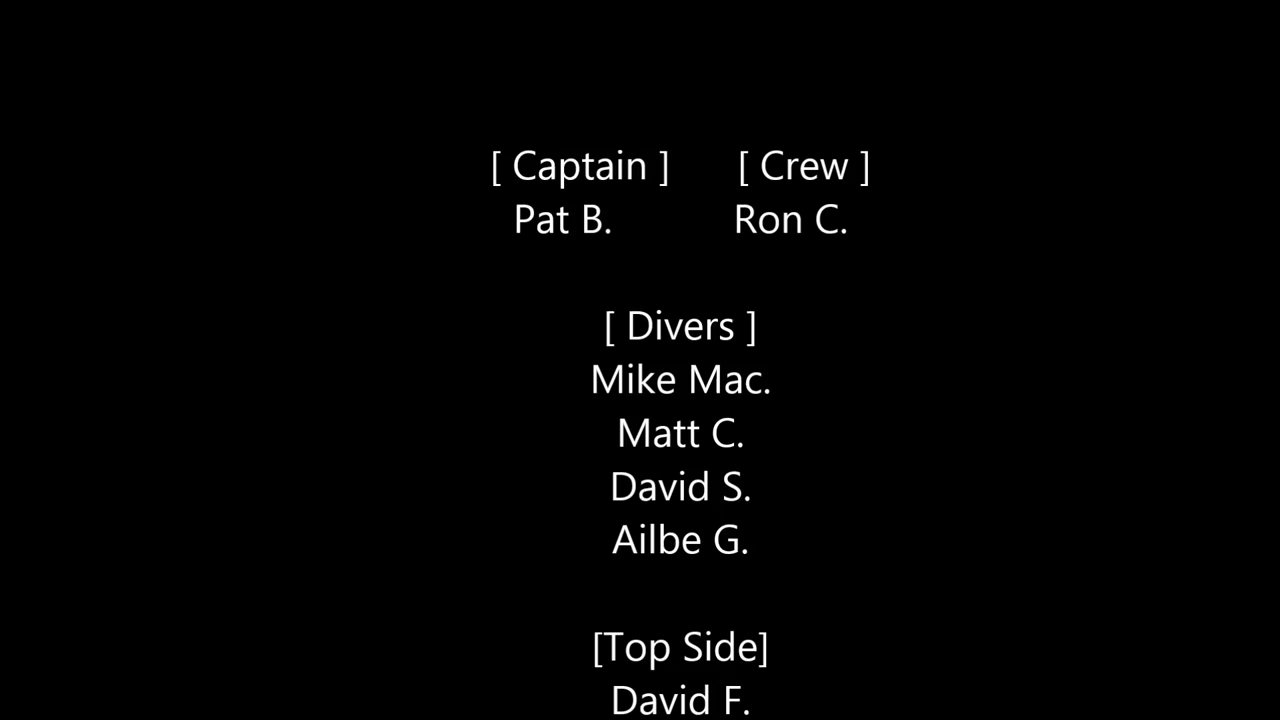 [ Captain ] [ Crew ]
Pat B. Ron C.
[ Divers ]
Mike Mac.
Matt C.
David S.
Ailbe G.
[Top Side]
David F.